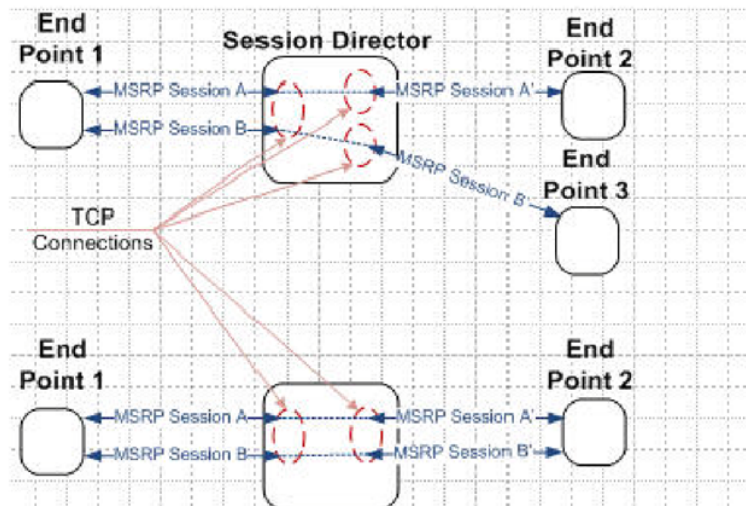 End
Point 1
Session Director
End
Point 2
MSRP Session A
MSRP Session A'
MSRP Session B
MSRP Session B'
End
Point 3
TCP
Connections
End
Point 1
End
Point 2
MSRP Session A
MSRP Session A'
MSRP Session B
MSRP Session B'